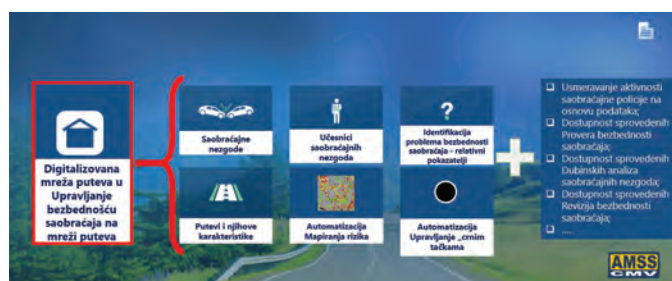 Digitalizovana
mreža puteva u
Upravljanje
bezbednošću
saobraćaja na
mreži puteva
Saobraćajne
nezgode
Učesnici
saobraćajnih
nezgoda
?
Identifikacija
problema bezbednosti
saobraćaja - relativni
pokazatelji
Putevi i njihove
karakteristike
Automatizacija
Mapiranja rizika
Automatizacija
Upravljanje „crnim
tačkama
Usmeravanje aktivnosti
saobraćajne policije na
osnovu podataka;
Dostupnost sprovedenih
Provera bezbednosti
saobraćaja;
Dostupnost sprovedenih
Dubinskih analiza
saobraćajnih nezgoda;
Dostupnost sprovedenih
Revizija bezbednosti
saobraćaja;
....
AMSS
CMV